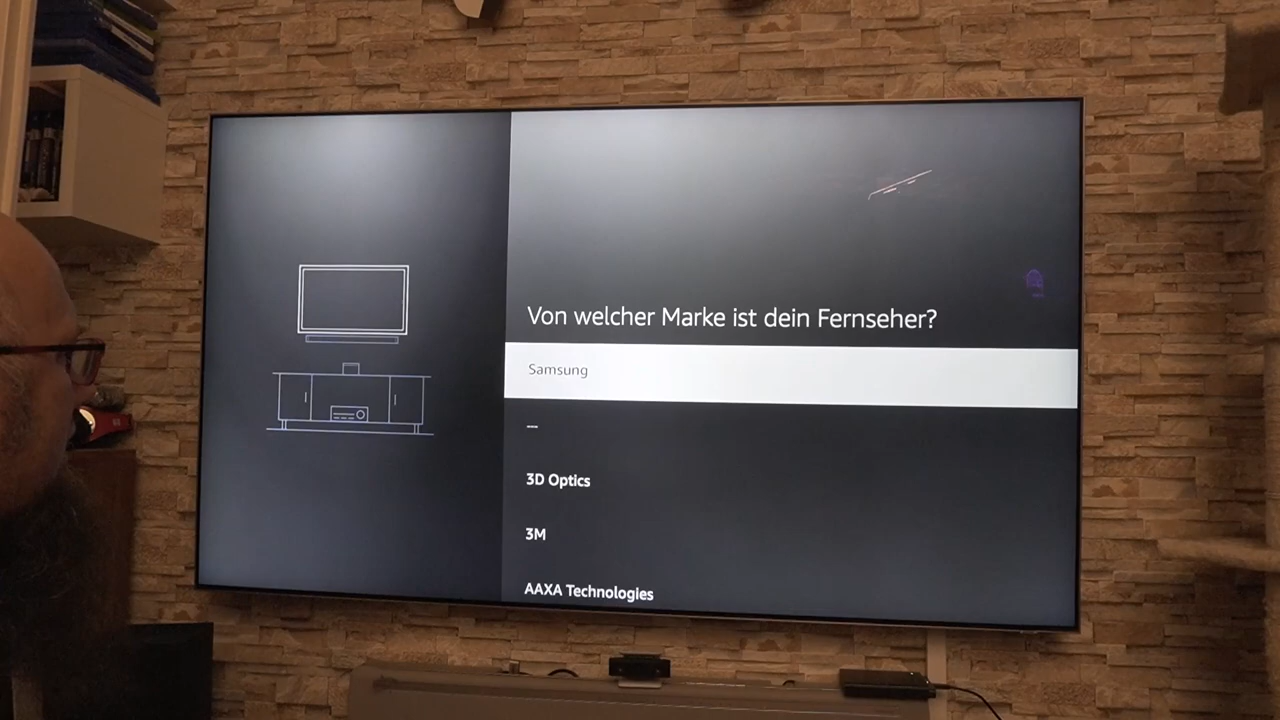 Von welcher Marke ist dein Fernseher?
Samsung
---
3D Optics
3M
AAXA Technologies